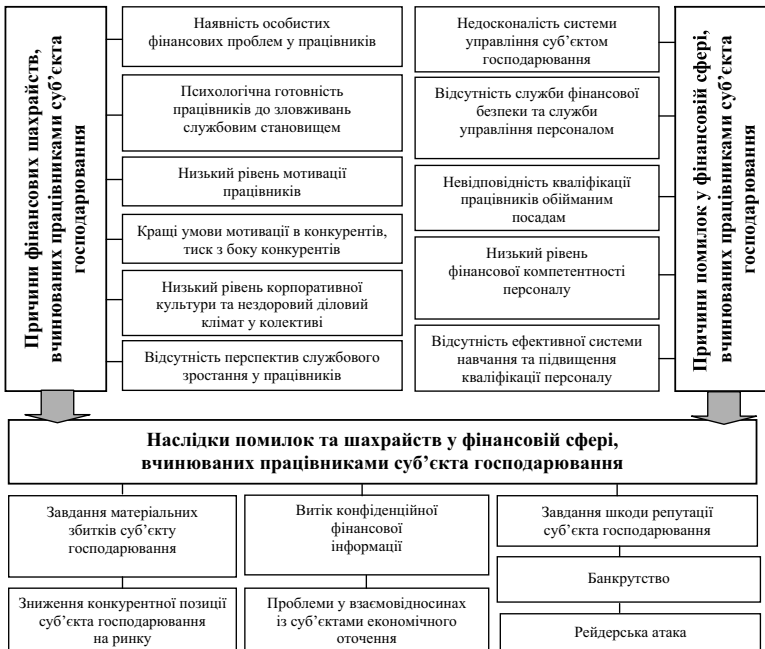 Причини фінансових шахрайств,
вчинюваних працівниками суб’єкта
господарювання
Наявність особистих
фінансових проблем у працівників
Психологічна готовність
працівників до зловживань
службовим становищем
Низький рівень мотивації
працівників
Кращі умови мотивації в конкурентів,
тиск з боку конкурентів
Низький рівень корпоративної
культури та нездоровий діловий
клімат у колективі
Відсутність перспектив службового
зростання у працівників
Недосконалість системи
управління суб’єктом
господарювання
Відсутність служби фінансової
безпеки та служби
управління персоналом
Невідповідність кваліфікації
працівників обійманим
посадам
Низький рівень
фінансової компетентності
персоналу
Відсутність ефективної системи
навчання та підвищення
кваліфікації персоналу
Причини помилок у фінансовій сфері,
вчинюваних працівниками суб’єкта
господарювання
Наслідки помилок та шахрайств у фінансовій сфері,
вчинюваних працівниками суб’єкта господарювання
Завдання матеріальних
збитків суб’єкту
господарювання
Зниження конкурентної позиції
суб’єкта господарювання
на ринку
Витік конфіденційної
фінансової
інформації
Проблеми у взаємовідносинах
із суб’єктами економічного
оточення
Завдання шкоди репутації
суб’єкта господарювання
Банкрутство
Рейдерська атака